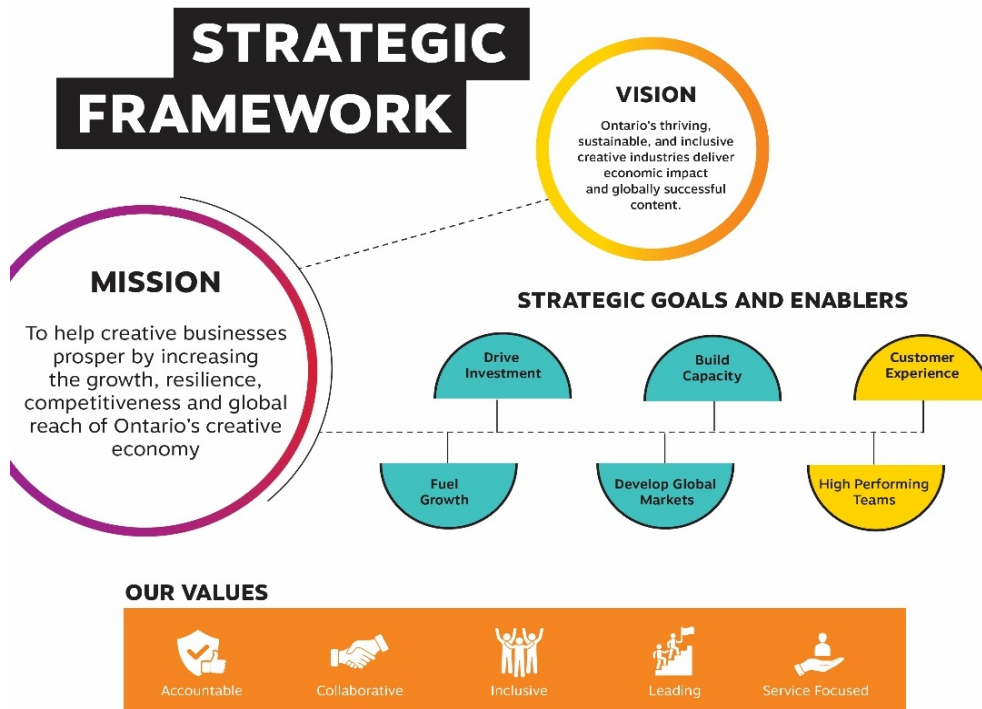 STRATEGIC
FRAMEWORK
VISION
Ontario's thriving,
sustainable, and inclusive
creative industries deliver
economic impact
and globally successful
content.
MISSION
To help creative businesses
prosper by increasing
the growth, resilience,
competitiveness and global
reach of Ontario's creative
economy
STRATEGIC GOALS AND ENABLERS
Drive
Investment
Build
Capacity
Customer
Experience
Fuel
Growth
Develop Global
Markets
High Performing
Teams
OUR VALUES
Accountable
Collaborative
Inclusive
Leading
Service Focused